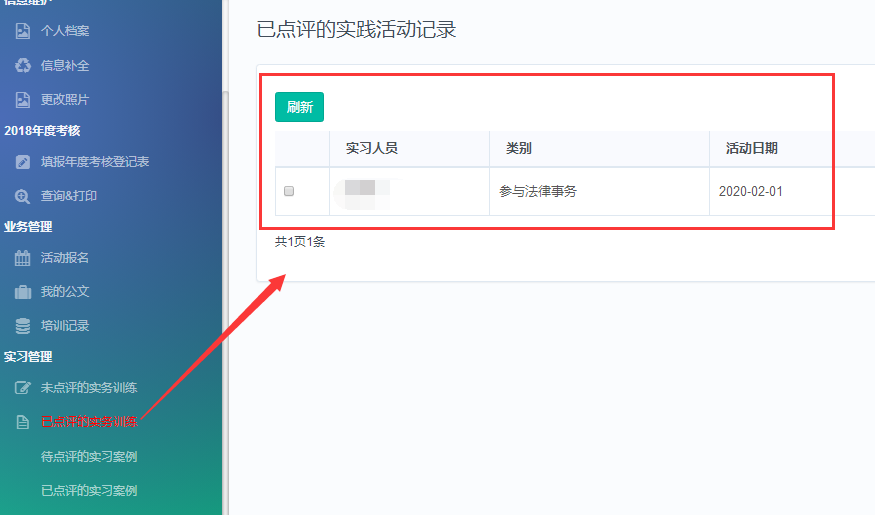 信息维护
个人档案
信息补全
更改照片
2018年度考核
填报年度考核登记表
查询&打印
业务管理
活动报名
我的公文
培训记录
实习管理
未点评的实务训练
已点评的实务训练
待点评的实习案例
已点评的实习案例
已点评的实践活动记录
刷新
实习人员 类别 活动日期
参与法律事务 2020-02-01
共1页1条